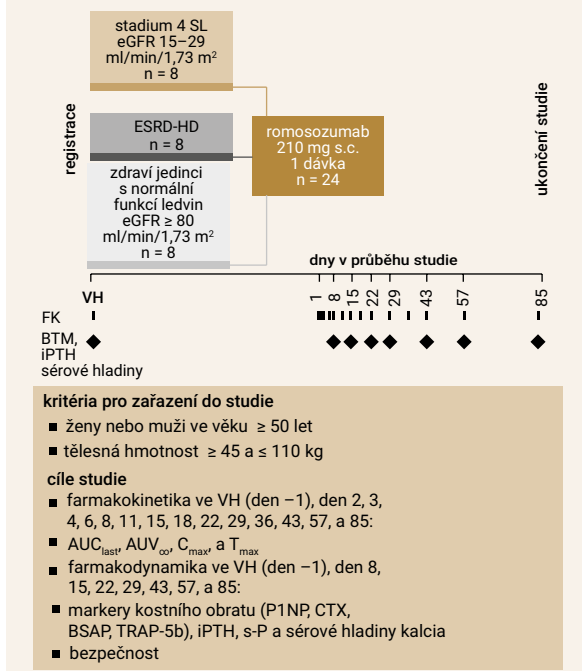 stadium 4 SL
eGFR 15–29
ml/min/1,73 m²
n = 8
registrace
ESRD-HD
n = 8
zdraví jedinci
s normální
funkcí ledvin
eGFR ≥ 80
ml/min/1,73 m²
n = 8
romosozumab
210 mg s.c.
1 dávka
n = 24
ukončení studie
dny v průběhu studie
VH 1 8 15 22 29 43 57 85
FK
BTM,
iPTH
sérové hladiny
kritéria pro zařazení do studie
■ ženy nebo muži ve věku ≥ 50 let
■ tělesná hmotnost ≥ 45 a ≤ 110 kg
cíle studie
■ farmakokinetika ve VH (den −1), den 2, 3,
4, 6, 8, 11, 15, 18, 22, 29, 36, 43, 57, a 85:
■ AUClast, AUV∞, Cmax, a Tmax
■ farmakodynamika ve VH (den −1), den 8,
15, 22, 29, 43, 57, a 85:
■ markery kostního obratu (P1NP, CTX,
BSAP, TRAP-5b), iPTH, s-P a sérové hladiny kalcia
■ bezpečnost